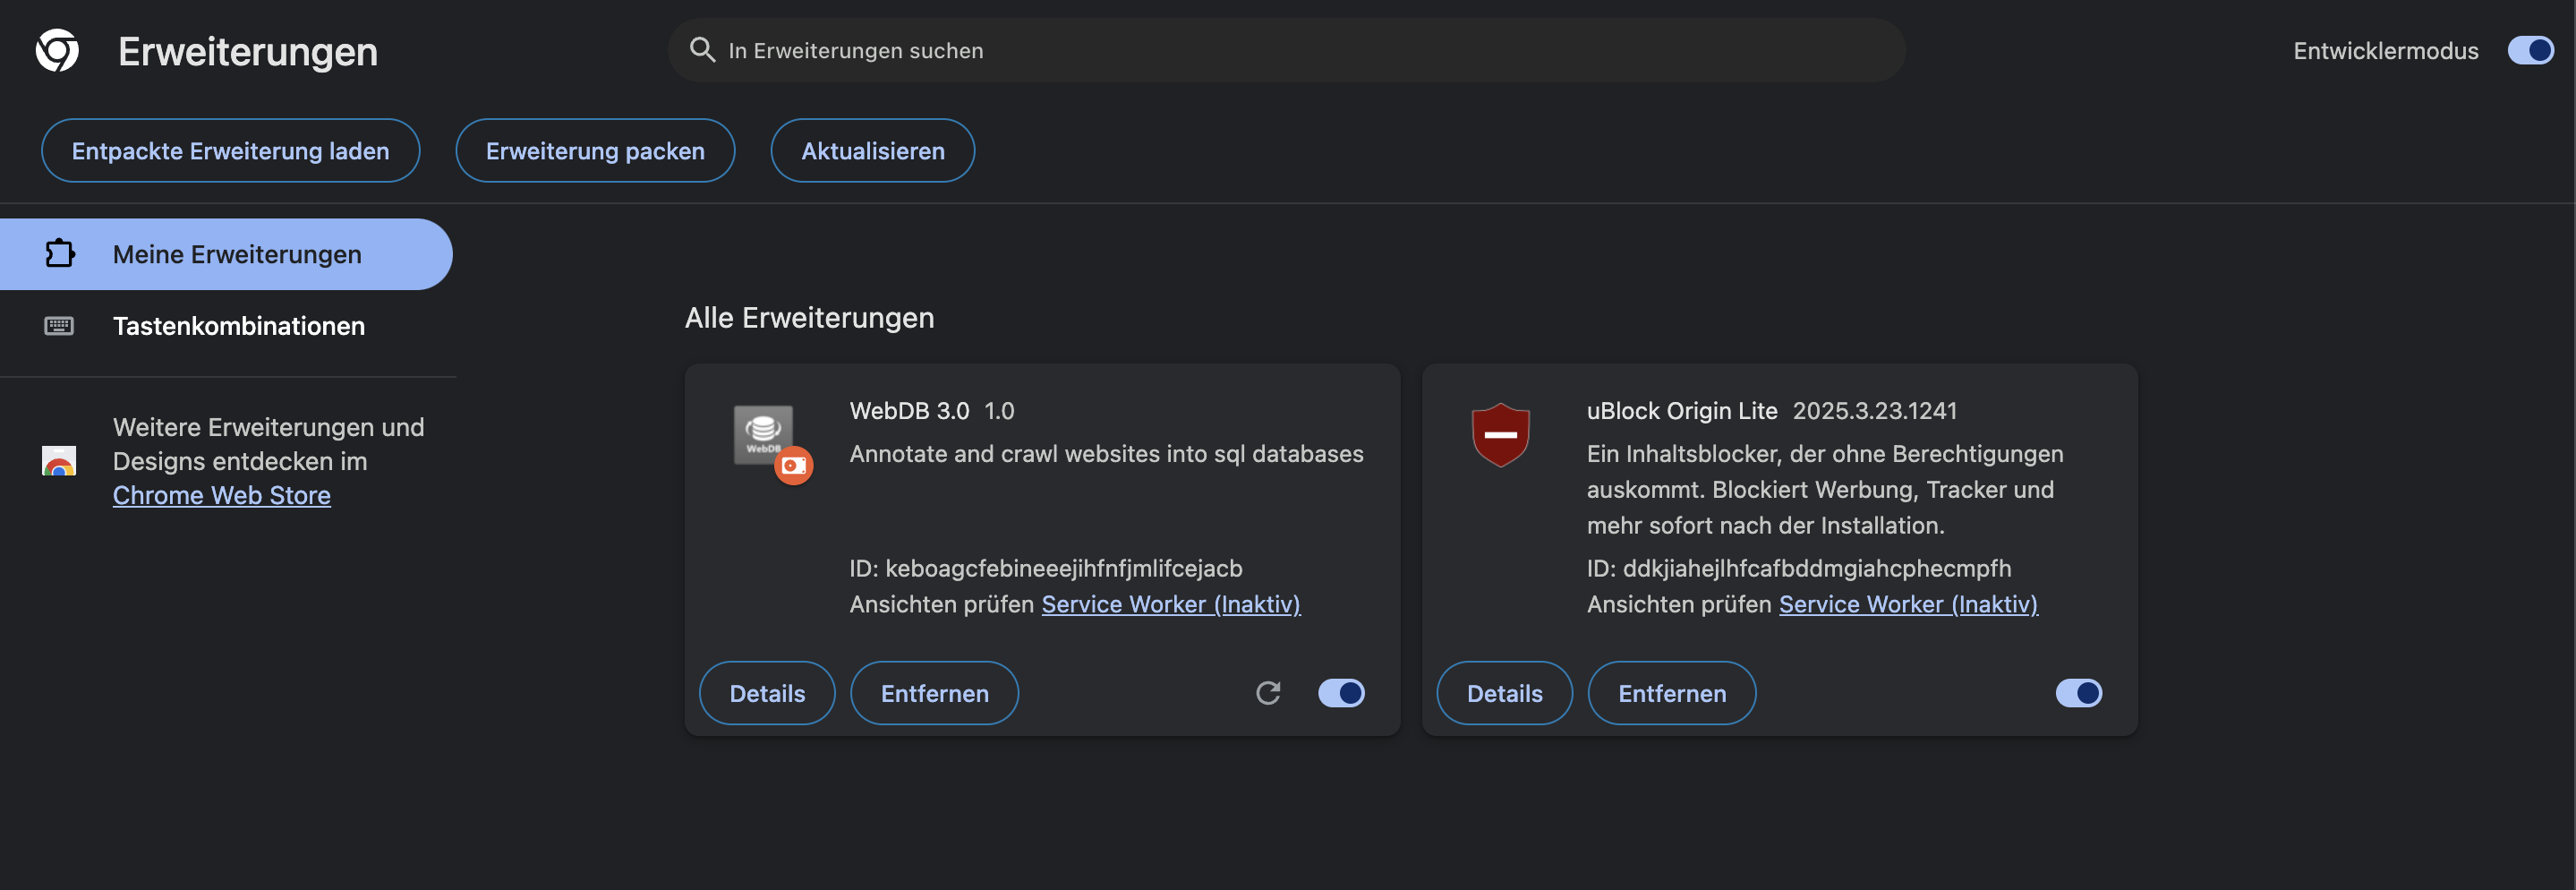 Erweiterungen
In Erweiterungen suchen
Entwicklermodus
Entpackte Erweiterung laden
Erweiterung packen
Aktualisieren
Meine Erweiterungen
Tastenkombinationen
Weitere Erweiterungen und
Designs entdecken im
Chrome Web Store
Alle Erweiterungen
WebDB
WebDB 3.0 1.0
Annotate and crawl websites into sql databases
ID: keboagcfebineeejihfnfjmlifcejacb
Ansichten prüfen Service Worker (Inaktiv)
Details
Entfernen
uBlock Origin Lite 2025.3.23.1241
Ein Inhaltsblocker, der ohne Berechtigungen
auskommt. Blockiert Werbung, Tracker und
mehr sofort nach der Installation.
ID: ddkjiahejlhfcafbddmgiahcphecmpfh
Ansichten prüfen Service Worker (Inaktiv)
Details
Entfernen